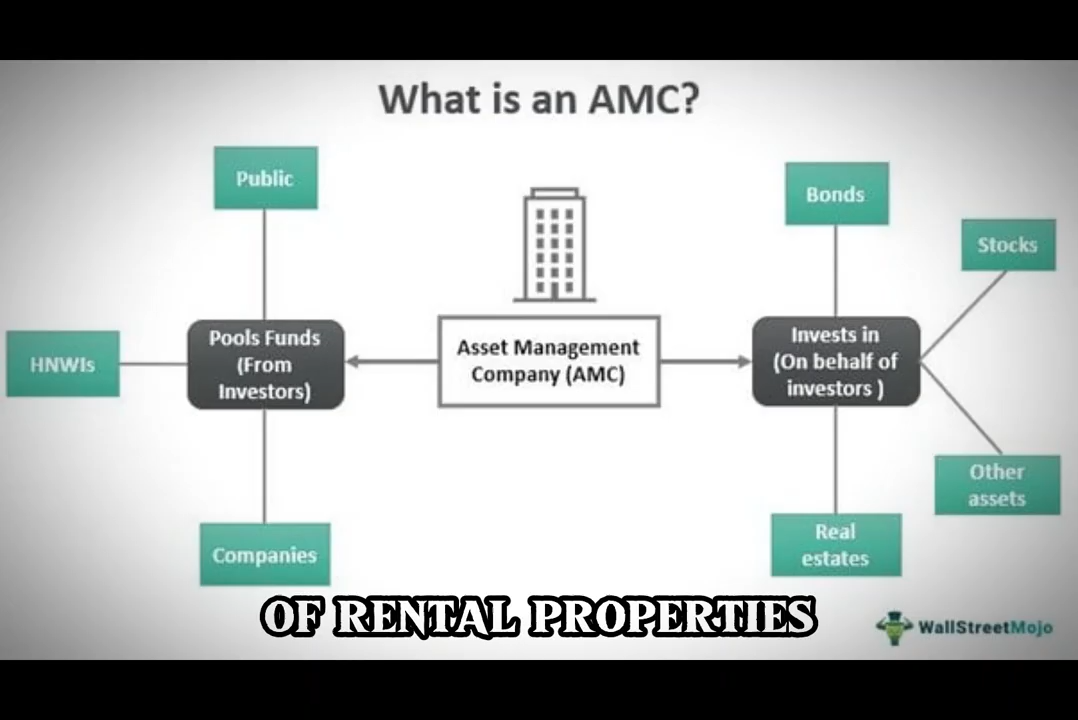 What is an AMC?
Public
HNWIs
Pools Funds
(From
Investors)
Companies
Asset Management
Company (AMC)
Bonds
Stocks
Invests in
(On behalf of
investors )
Other
assets
Real
estates
OF RENTAL PROPERTIES
WallStreetMojo